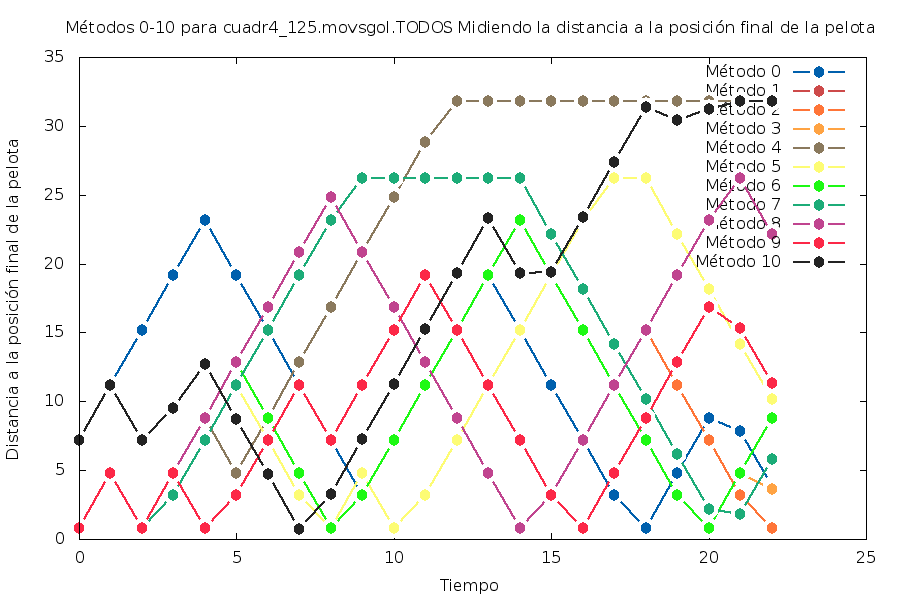 Métodos 0-10 para cuadr4_125.movsgol.TODOS Midiendo la distancia a la posición final de la pelota
Distancia a la posición final de la pelota
35
30
25
20
15
10
5
0
0
5
10
15
20
25
Tiempo
Método 0
Método 1
Método 2
Método 3
Método 4
Método 5
Método 6
Método 7
Método 8
Método 9
Método 10